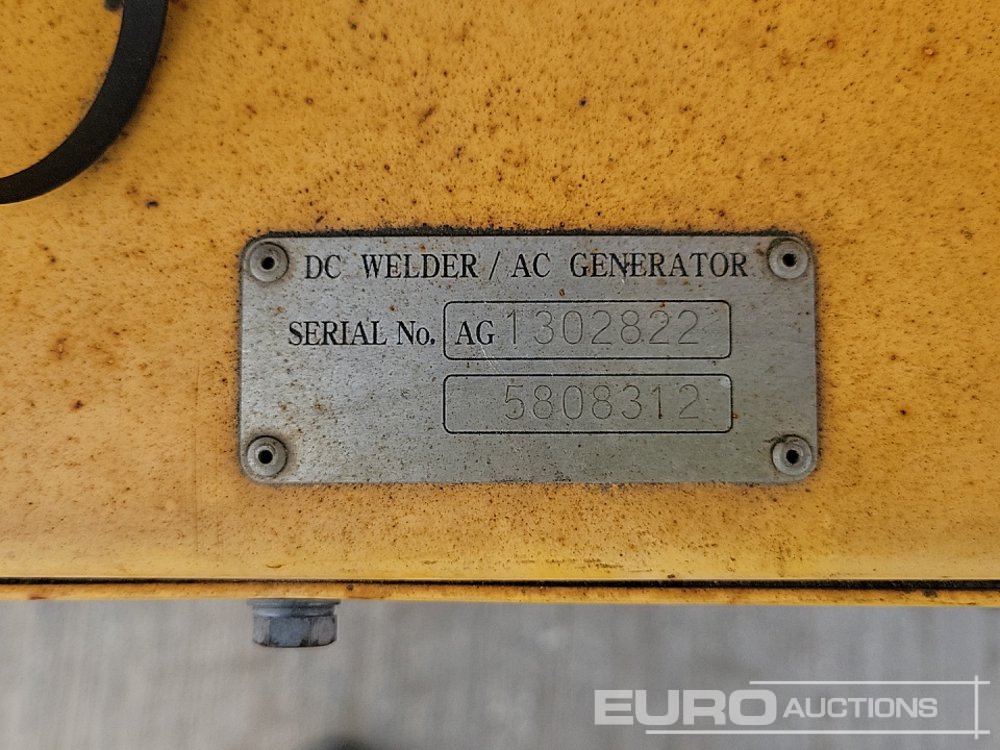 DC WELDER / AC GENERATOR
SERIAL No. AG 1302822
5808312
EURO AUCTIONS